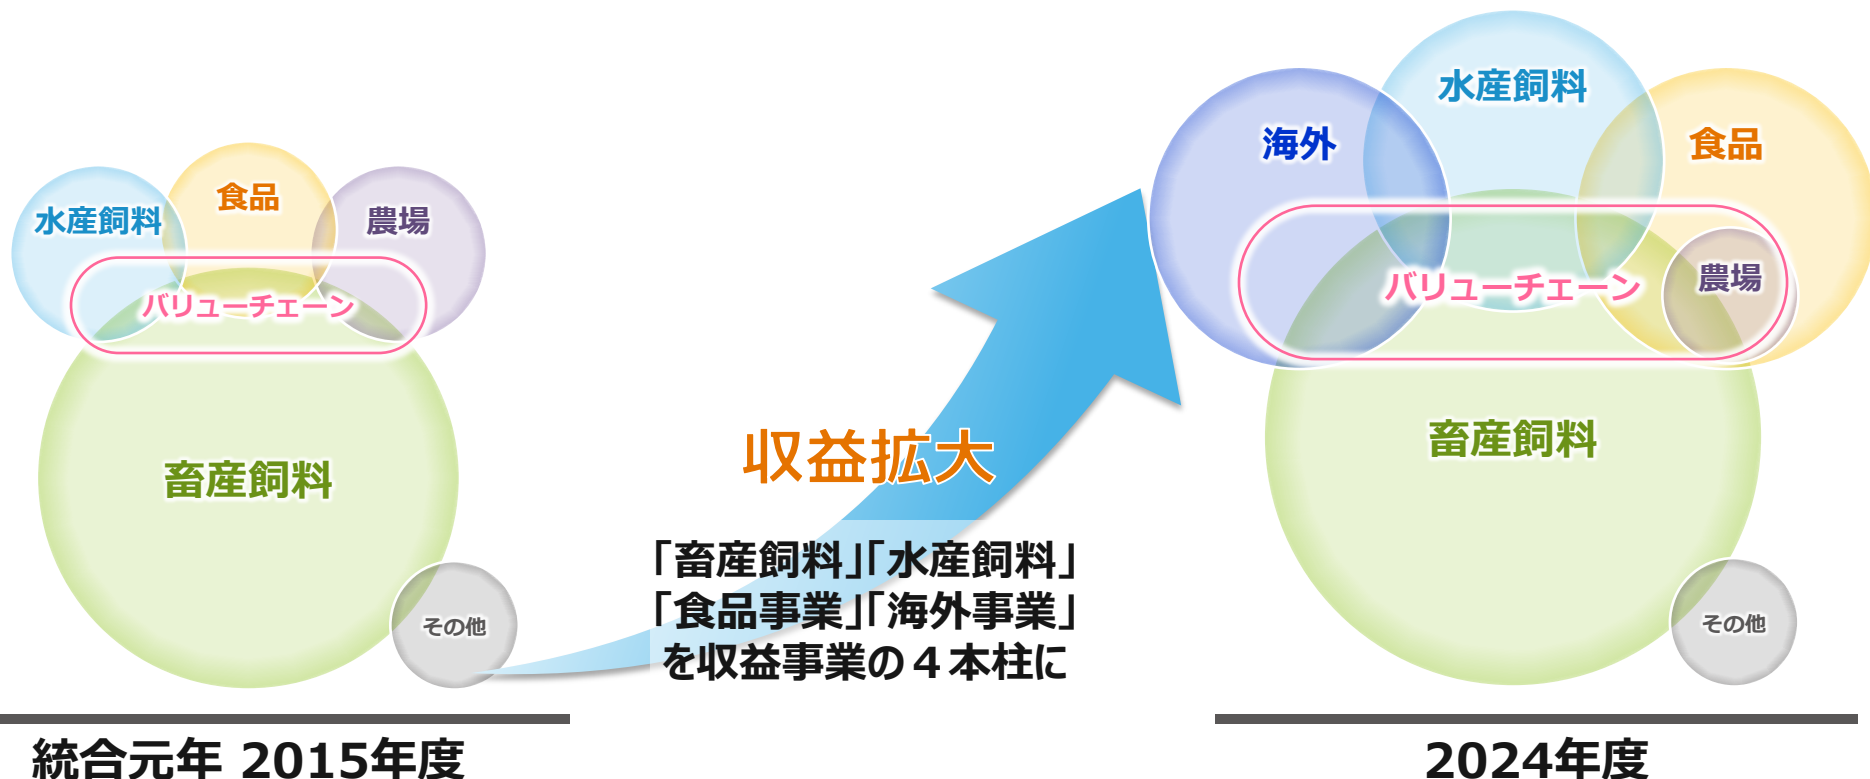 水産飼料
食品
農場
バリューチェーン
畜産飼料
その他
統合元年 2015年度
収益拡大
「畜産飼料」「水産飼料」
「食品事業」「海外事業」
を収益事業の４本柱に
海外
水産飼料
食品
バリューチェーン
農場
畜産飼料
その他
2024年度